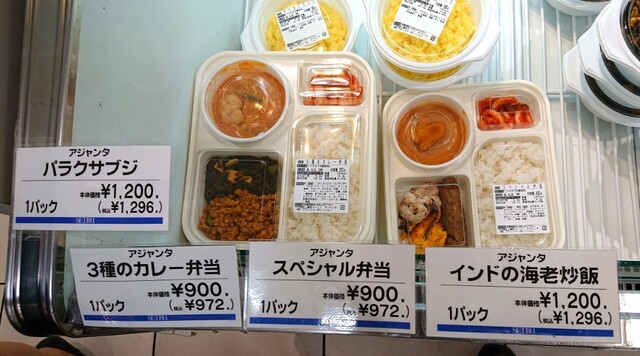 アジャンタ
パラクサブジ
本体価格 ¥1,200.
1パック (税込 ¥1,296.)
SEIBU
アジャンタ
3種のカレー弁当
本体価格 ¥900.
1パック (税込 ¥972.)
SEIBU
アジャンタ
スペシャル弁当
本体価格 ¥900.
1パック (税込 ¥972.)
SEIBU
アジャンタ
インドの海老炒飯
本体価格 ¥1,200.
1パック (税込 ¥1,296.)
SEIBU